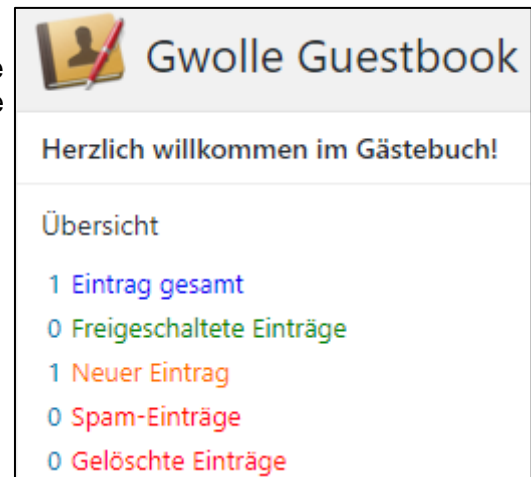 Gwolle Guestbook
e
e
Herzlich willkommen im Gästebuch!
Übersicht
1 Eintrag gesamt
0 Freigeschaltete Einträge
1 Neuer Eintrag
0 Spam-Einträge
0 Gelöschte Einträge